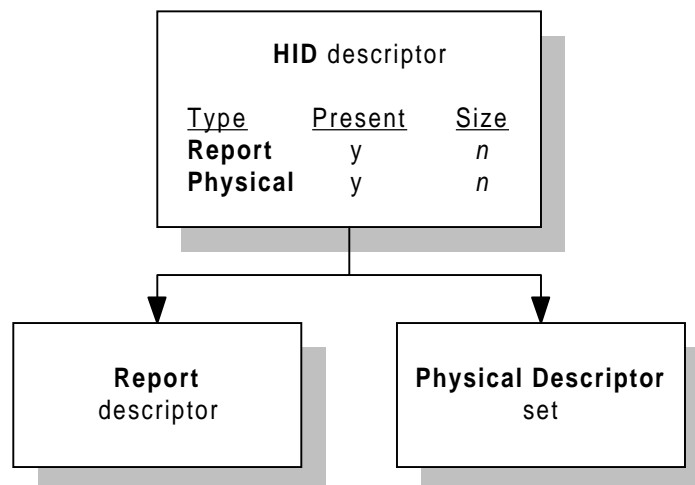 HID descriptor
Type Present Size
Report y n
Physical y n
Report
descriptor
Physical Descriptor
set